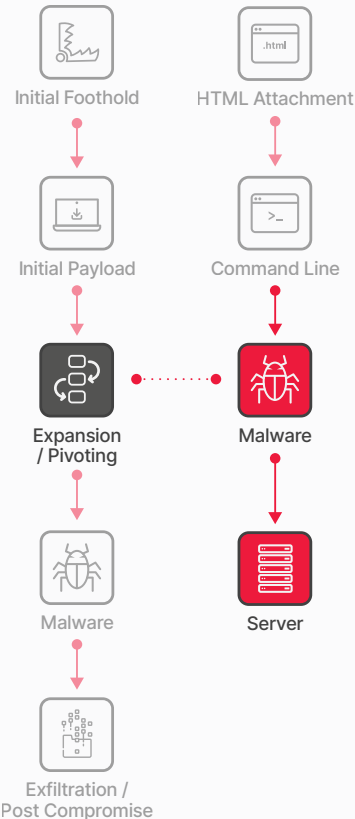 Initial Foothold
.html
HTML Attachment
Initial Payload
>_
Command Line
Expansion
/ Pivoting
Malware
Malware
Server
Exfiltration /
Post Compromise